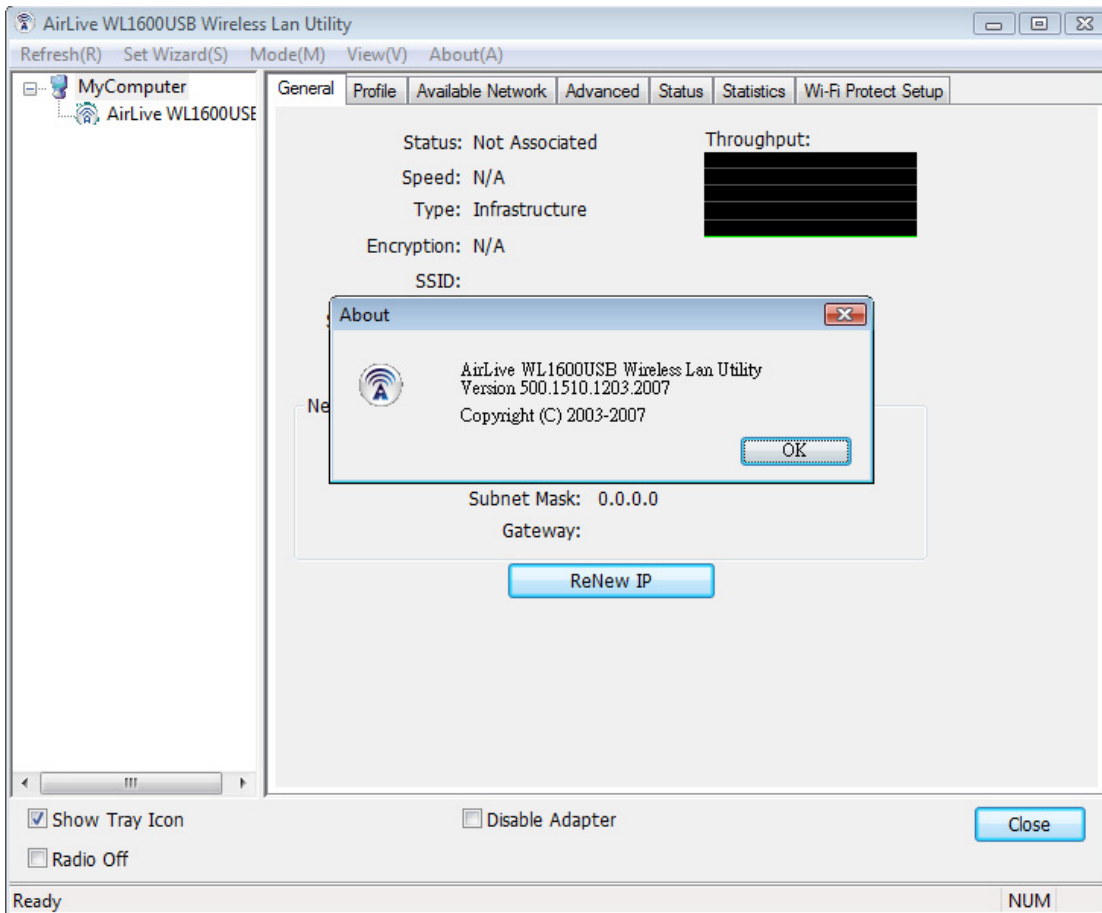 AirLive WL1600USB Wireless Lan Utility
Refresh(R) Set Wizard(S) Mode(M) View(V) About(A)
MyComputer
AirLive WL1600USB
General Profile Available Network Advanced Status Statistics Wi-Fi Protect Setup
Status: Not Associated
Throughput:
Speed: N/A
Type: Infrastructure
Encryption: N/A
SSID:
About
AirLive WL1600USB Wireless Lan Utility
Version 500.1510.1203.2007
Copyright (C) 2003-2007
OK
Ne
Subnet Mask: 0.0.0.0
Gateway:
ReNew IP
Show Tray Icon
Disable Adapter
Close
Radio Off
Ready
NUM